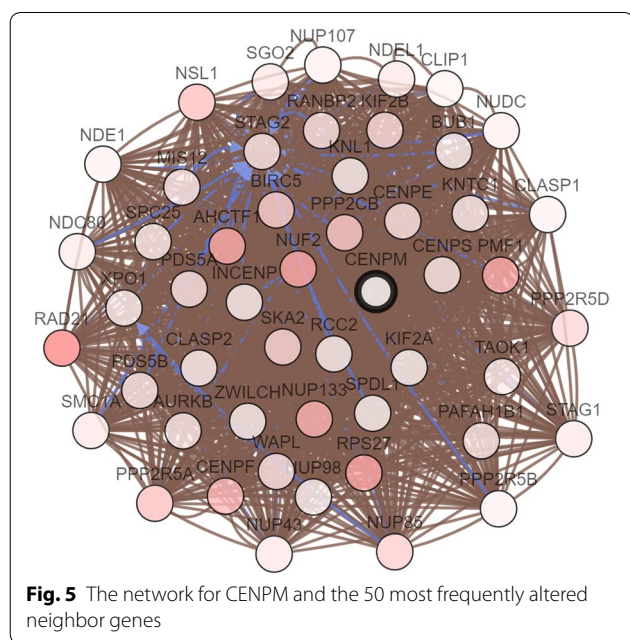 NUP107
SGO2
NDEL1
CLIP1
NSL1
RANBP2
KIF2B
NUDC
STAG2
BUB1
NDE1
MIS12
KNL1
BIRC5
CENPE
KNTC1
CLASP1
NDC80
SPC25
AHCTF1
PPP2CB
NUF2
CENPS
PMF1
XPO1
PDS5A
INCENP
CENPM
PPP2R5D
RAD21
SKA2
RCC2
KIF2A
CLASP2
TAOK1
PDS5B
SMC1A
AURKB
ZWILCH
NUP133
SPDL1
PAFAH1B1
STAG1
WAPL
RPS27
PPP2R5A
CENPF
NUP98
PPP2R5B
NUP43
NUP85
Fig. 5 The network for CENPM and the 50 most frequently altered
neighbor genes